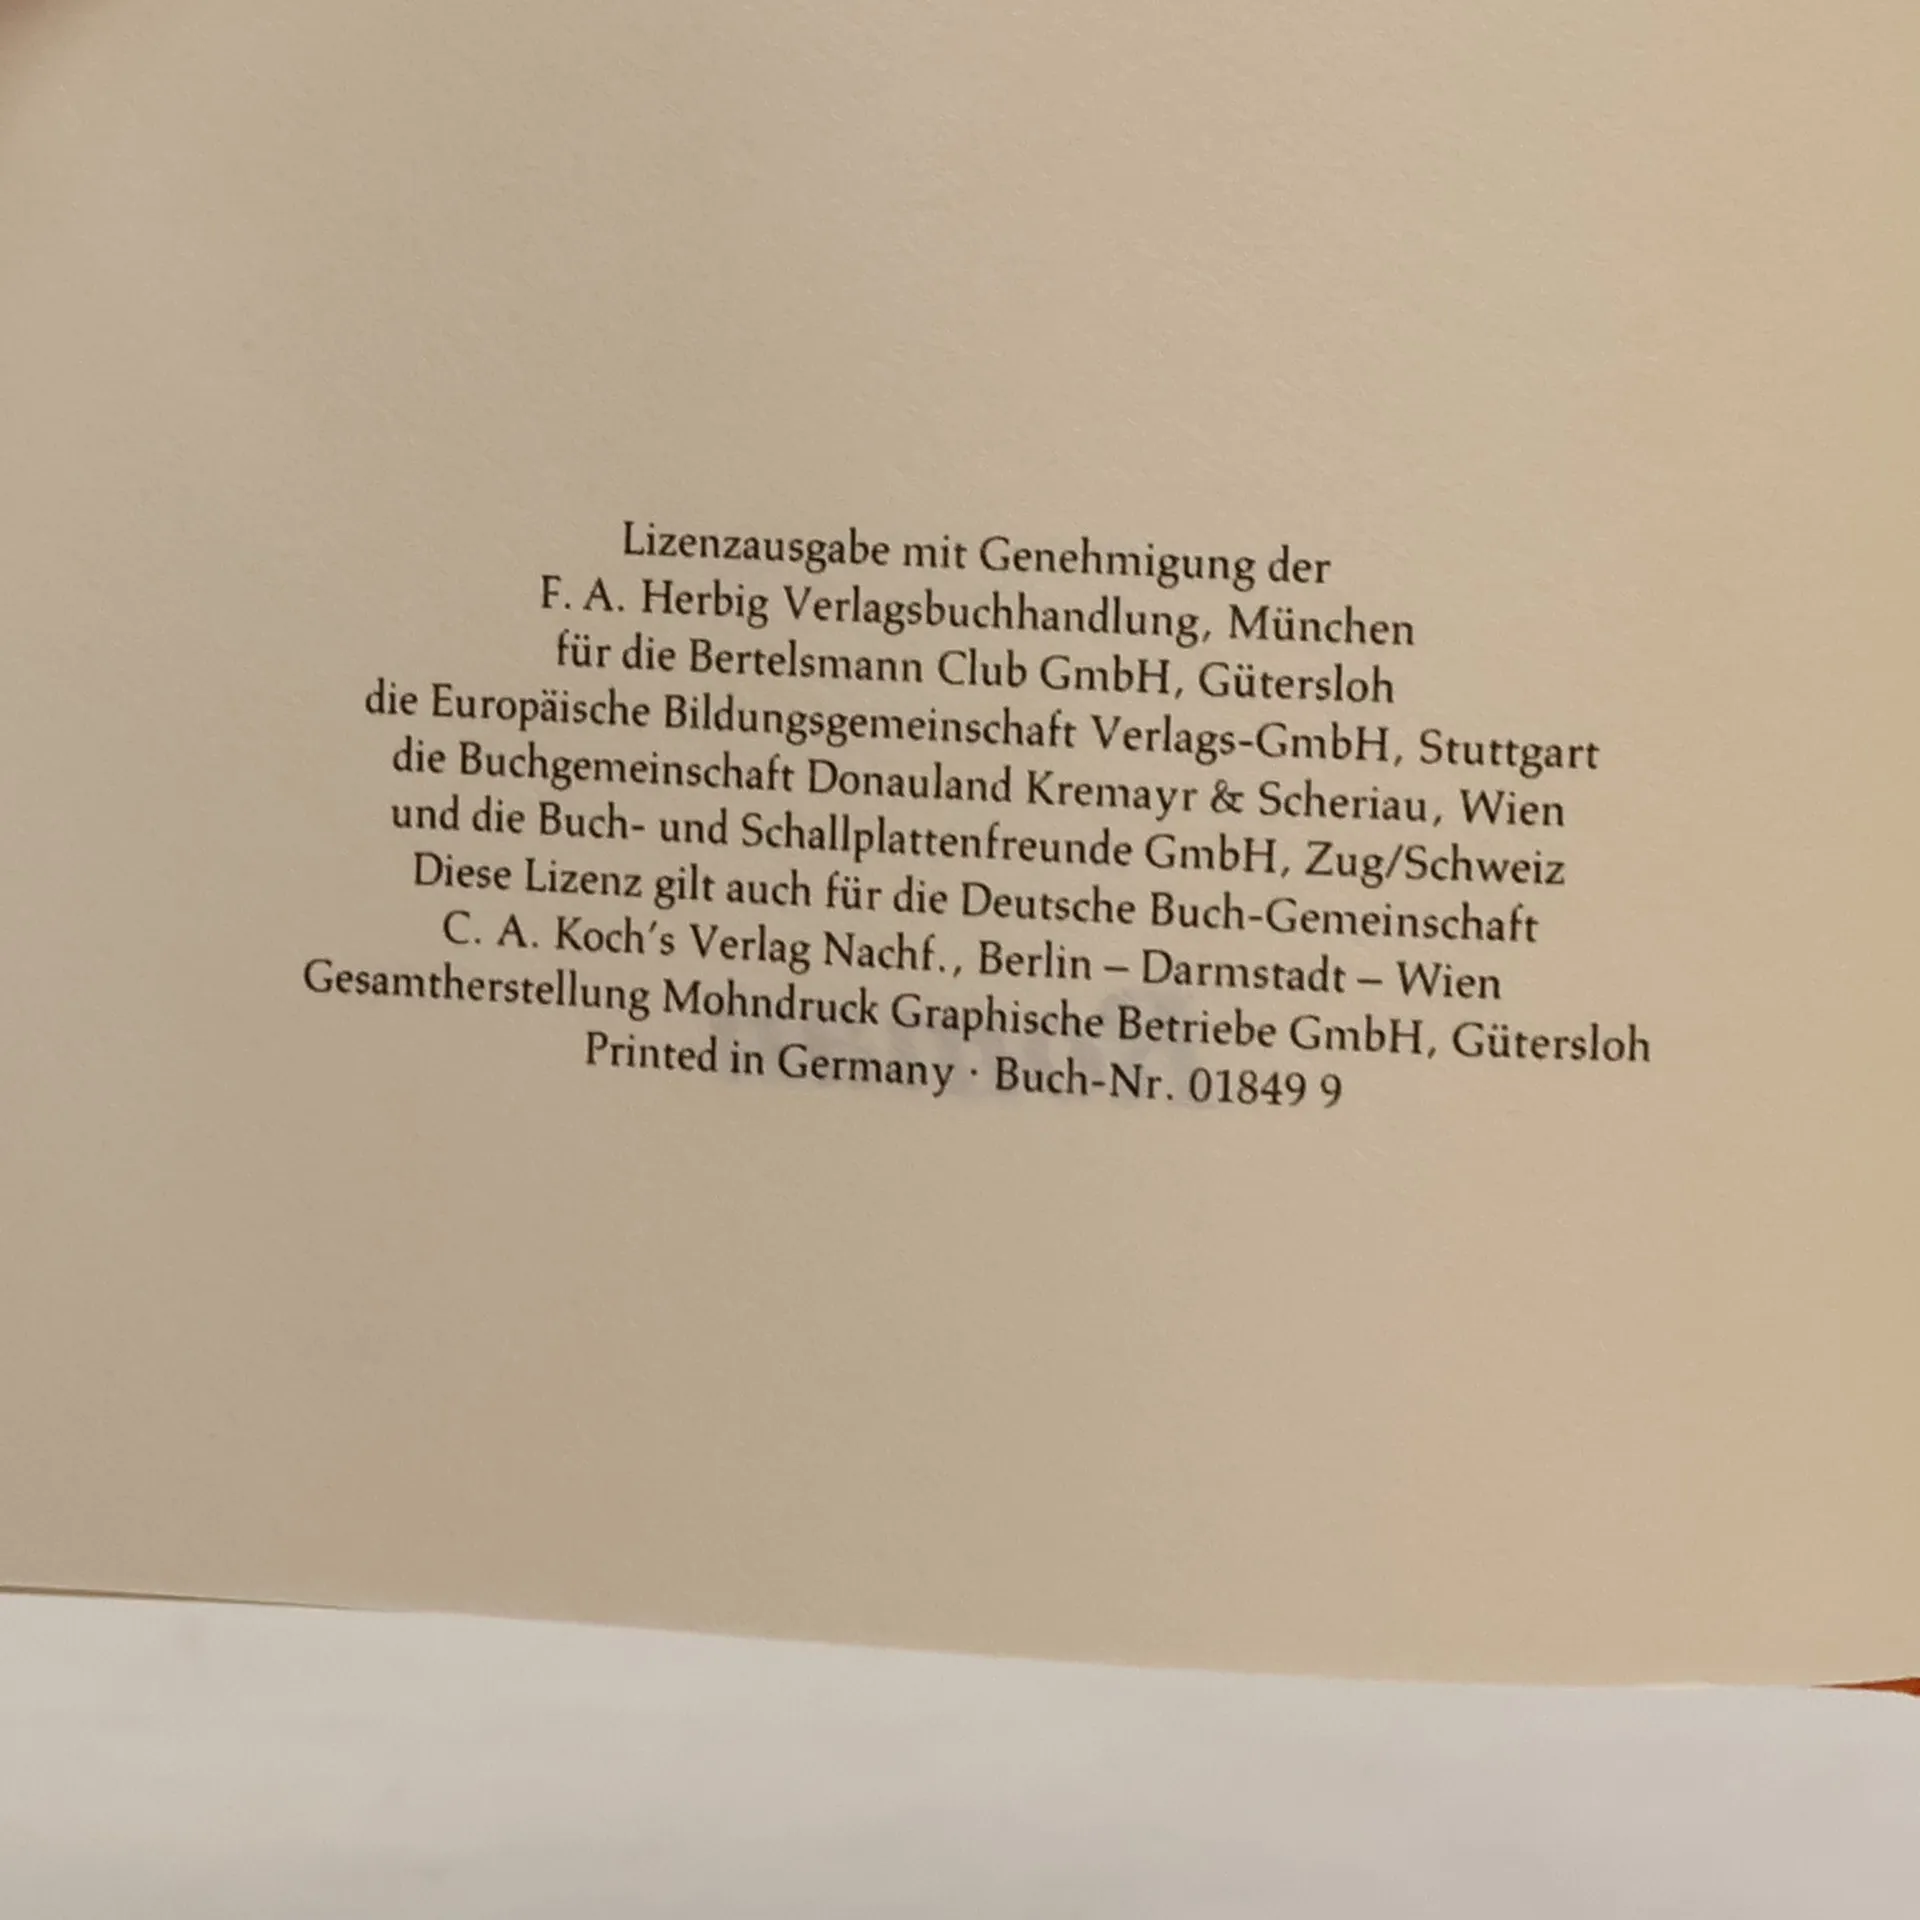 Lizenzausgabe mit Genehmigung der
F. A. Herbig Verlagsbuchhandlung, München
für die Bertelsmann Club GmbH, Gütersloh
die Europäische Bildungsgemeinschaft Verlags-GmbH, Stuttgart
die Buchgemeinschaft Donauland Kremayr & Scheriau, Wien
und die Buch- und Schallplattenfreunde GmbH, Zug/Schweiz
Diese Lizenz gilt auch für die Deutsche Buch-Gemeinschaft
C. A. Koch's Verlag Nachf., Berlin – Darmstadt – Wien
Gesamtherstellung Mohndruck Graphische Betriebe GmbH, Gütersloh
Printed in Germany · Buch-Nr. 01849 9